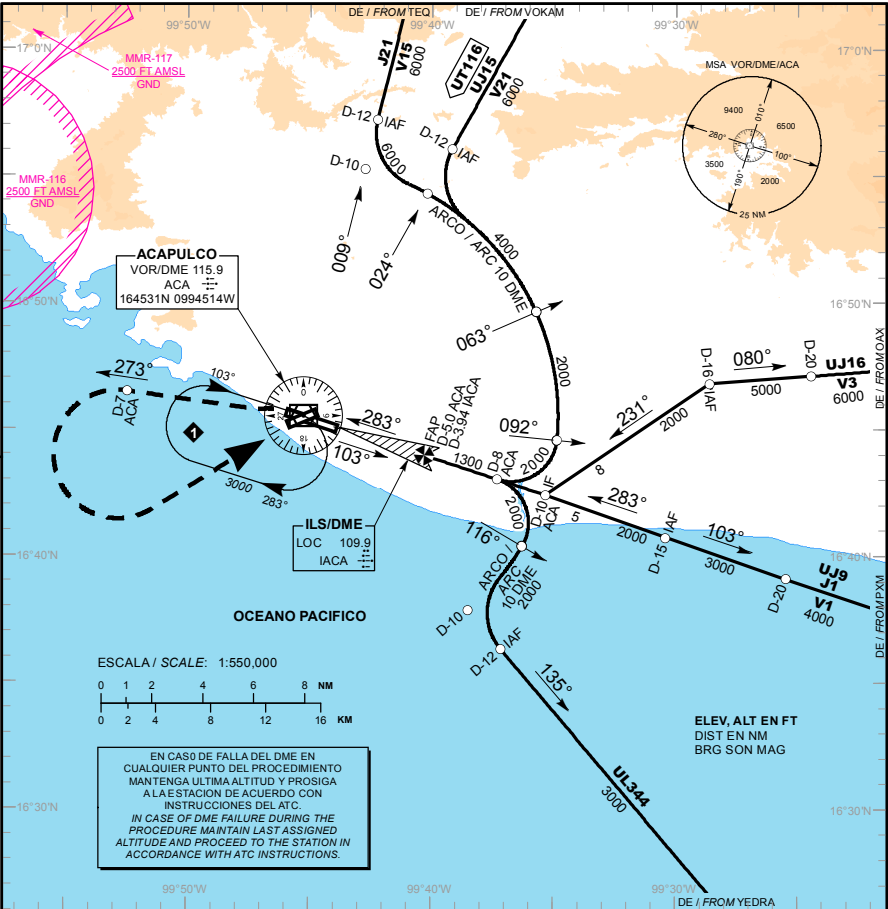 DE / FROM TEQ
DE / FROM VOKAM
99°50'W
99°40'W
99°30'W
17°0'N
17°0'N
MMR-117
2500 FT AMSL
GND
J21
V15
6000
UT116
UJ15
V21
6000
MSA VOR/DME/ACA
9400
010°
6500
280°
100°
3500
190°
2000
25 NM
D-12
IAF
D-12
IAF
6000
D-10
MMR-116
2500 FT AMSL
GND
009°
024°
ARCO / ARC 10 DME
4000
ACAPULCO
VOR/DME 115.9
ACA
164531N 0994514W
16°50'N
16°50'N
063°
2000
D-16
IAF
080°
D-20
UJ16
V3
6000
5000
DE / FROM OAX
273°
103°
D-7
ACA
0
9
18
27
283°
FAP
D-5.0 ACA
D-3.94 IACA
231°
2000
092°
1
103°
1300
D-8
ACA
2000
8
3000
283°
D-10
ACA
IF
283°
5
2000
ILS/DME
LOC 109.9
IACA
2000
116°
D-15
IAF
103°
3000
16°40'N
16°40'N
ARCO /
ARC
10 DME
2000
UJ9
J1
V1
4000
D-20
DE / FROM PXM
OCEANO PACIFICO
D-10
D-12
IAF
135°
ESCALA / SCALE: 1:550,000
0 1 2 4 6 8 NM
0 2 4 8 12 16 KM
ELEV, ALT EN FT
DIST EN NM
BRG SON MAG
EN CAS0 DE FALLA DEL DME EN
CUALQUIER PUNTO DEL PROCEDIMIENTO
MANTENGA ULTIMA ALTITUD Y PROSIGA
A LA ESTACION DE ACUERDO CON
INSTRUCCIONES DEL ATC.
IN CASE OF DME FAILURE DURING THE
PROCEDURE MAINTAIN LAST ASSIGNED
ALTITUDE AND PROCEED TO THE STATION IN
ACCORDANCE WITH ATC INSTRUCTIONS.
UL344
3000
16°30'N
16°30'N
99°50'W
99°40'W
99°30'W
DE / FROM YEDRA